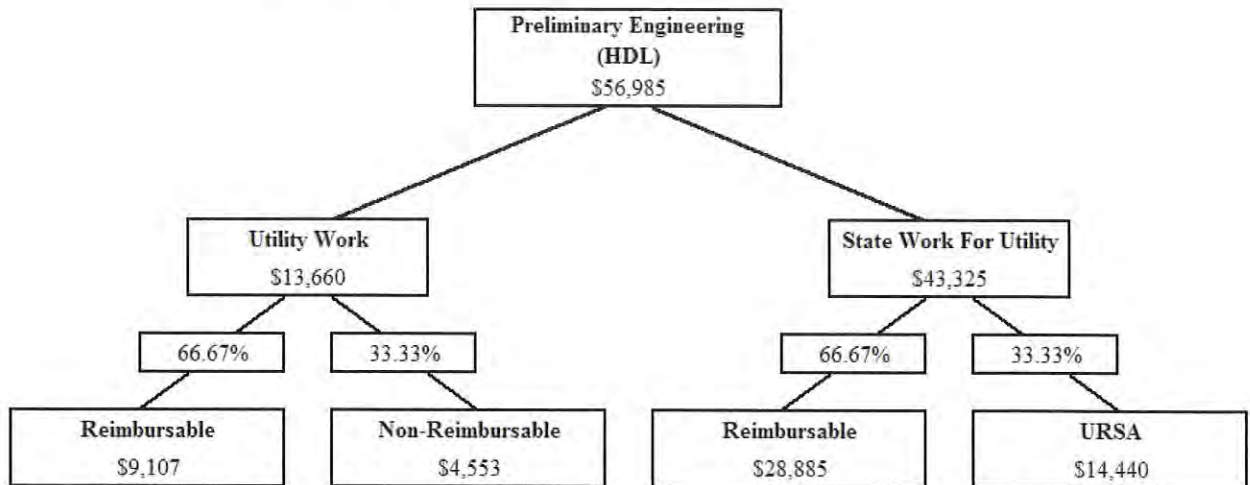 Preliminary Engineering
(HDL)
$56,985
Utility Work
$13,660
State Work For Utility
$43,325
66.67%
33.33%
66.67%
33.33%
Reimbursable
$9,107
Non-Reimbursable
$4,553
Reimbursable
$28,885
URSA
$14,440